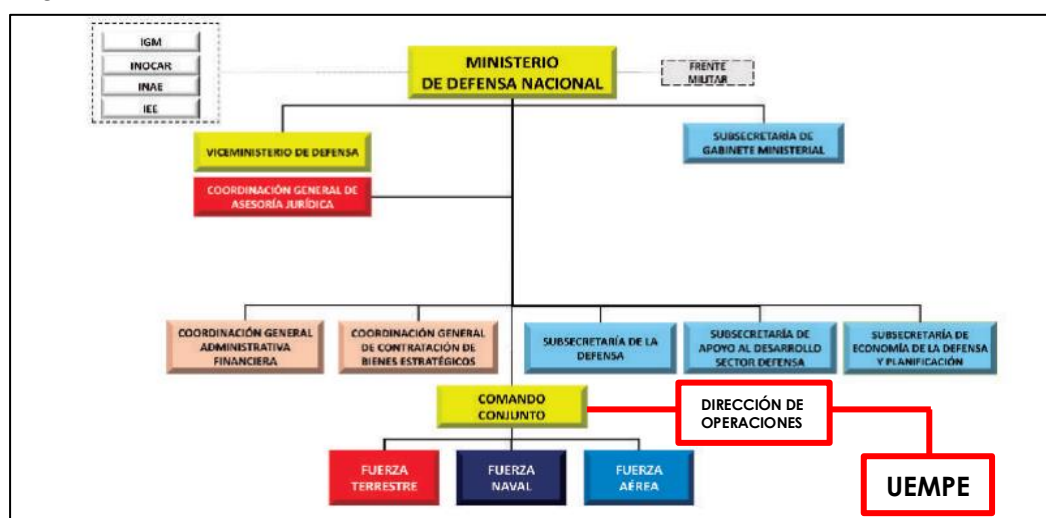 IGM
INOCAR
INAE
IEE
MINISTERIO
DE DEFENSA NACIONAL
FRENTE
MILITAR
VICEMINISTERIO DE DEFENSA
SUBSECRETARÍA DE
GABINETE MINISTERIAL
COORDINACIÓN GENERAL DE
ASESORÍA JURÍDICA
COORDINACIÓN GENERAL
ADMINISTRATIVA
FINANCIERA
COORDINACIÓN GENERAL
DE CONTRATACIÓN DE
BIENES ESTRATÉGICOS
SUBSECRETARÍA DE LA
DEFENSA
SUBSECRETARÍA DE
APOYO AL DESARROLLO
SECTOR DEFENSA
SUBSECRETARÍA DE
ECONOMÍA DE LA DEFENSA
Y PLANIFICACIÓN
COMANDO
CONJUNTO
DIRECCIÓN DE
OPERACIONES
FUERZA
TERRESTRE
FUERZA
NAVAL
FUERZA
AÉREA
UEMPE